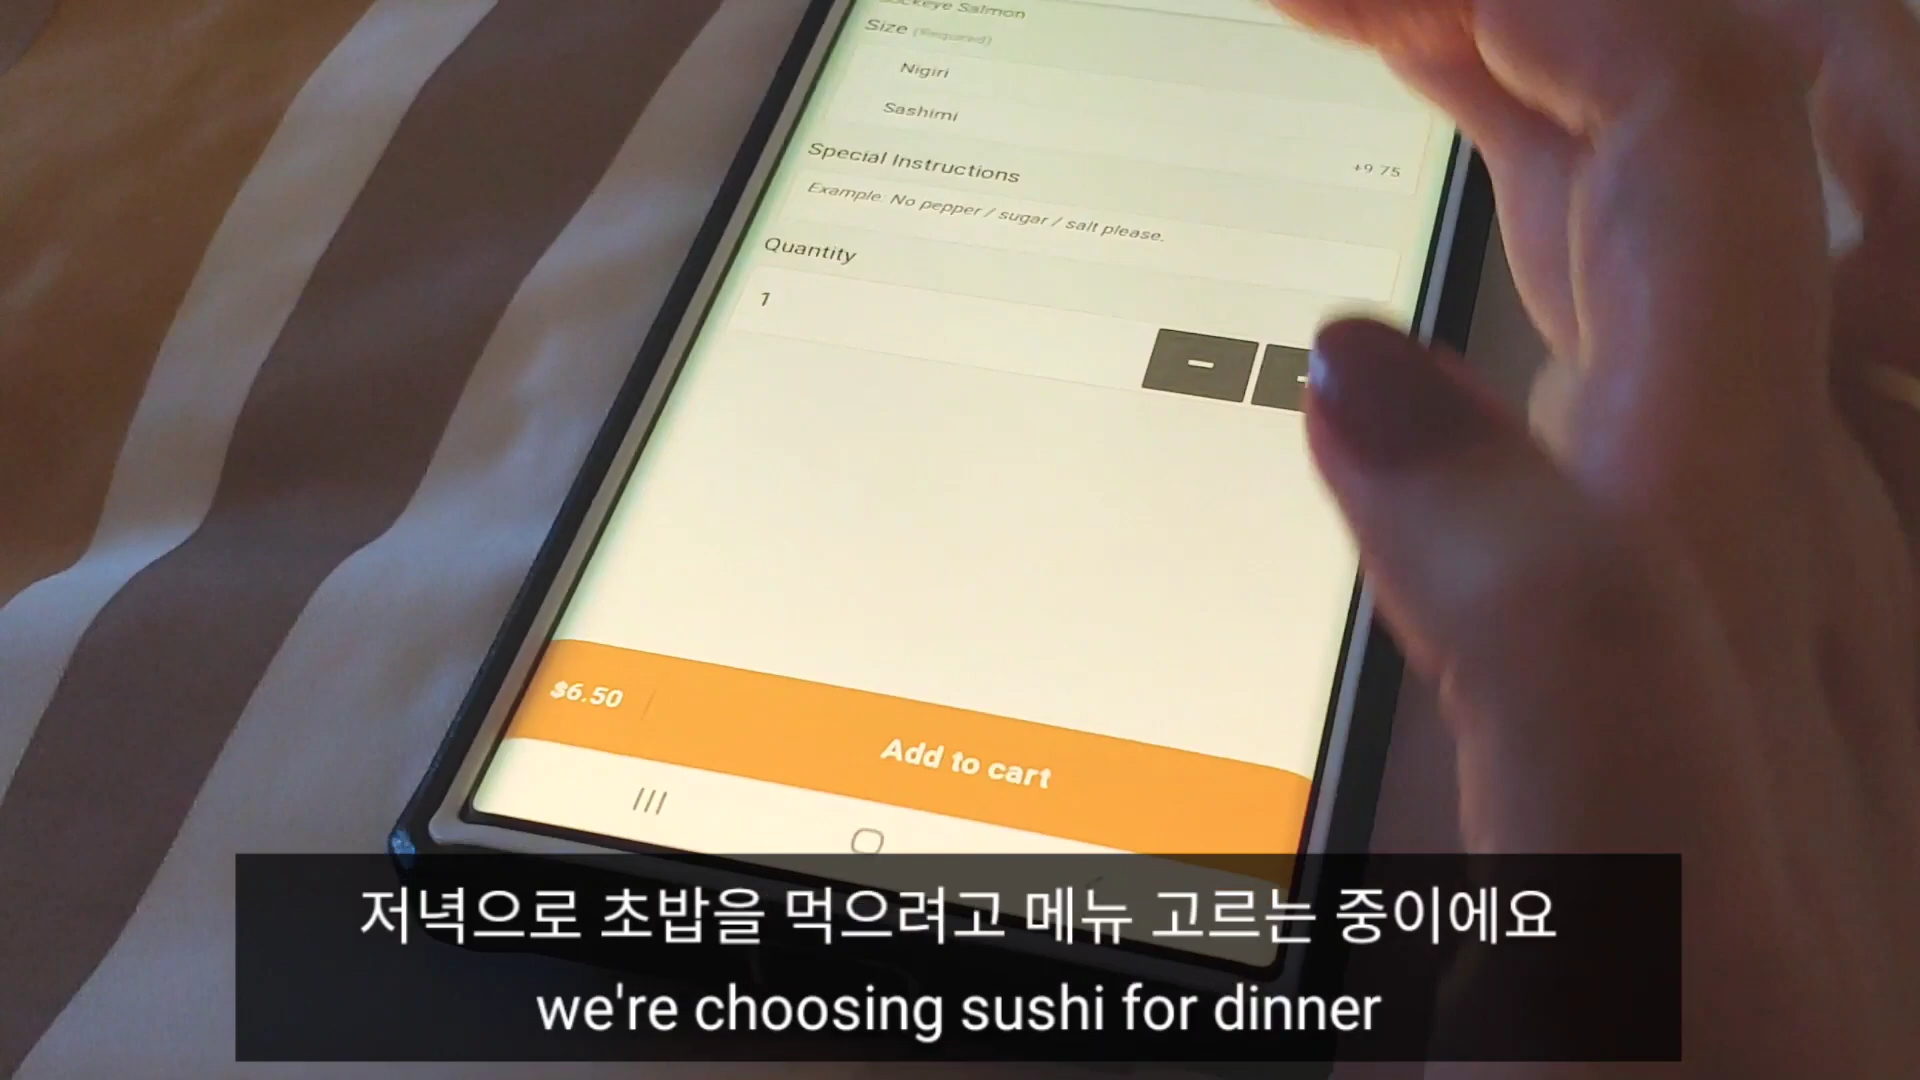 Sockeye Salmon
Size (Required)
Nigiri
Sashimi
+9.75
Special Instructions
Example: No pepper / sugar / salt please.
Quantity
1
$6.50
Add to cart
저녁으로 초밥을 먹으려고 메뉴 고르는 중이에요
we're choosing sushi for dinner